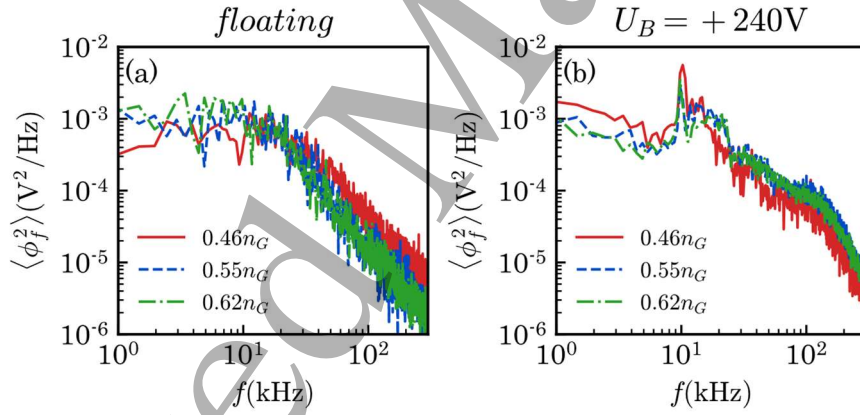 floating
U_B = +240V
(a)
⟨ϕ_f^2⟩(V^2/Hz)
10^-2
10^-3
10^-4
10^-5
10^-6
0.46n_G
0.55n_G
0.62n_G
10^0 10^1 10^2
f(kHz)
(b)
⟨ϕ_f^2⟩(V^2/Hz)
10^-2
10^-3
10^-4
10^-5
10^-6
0.46n_G
0.55n_G
0.62n_G
10^0 10^1 10^2
f(kHz)